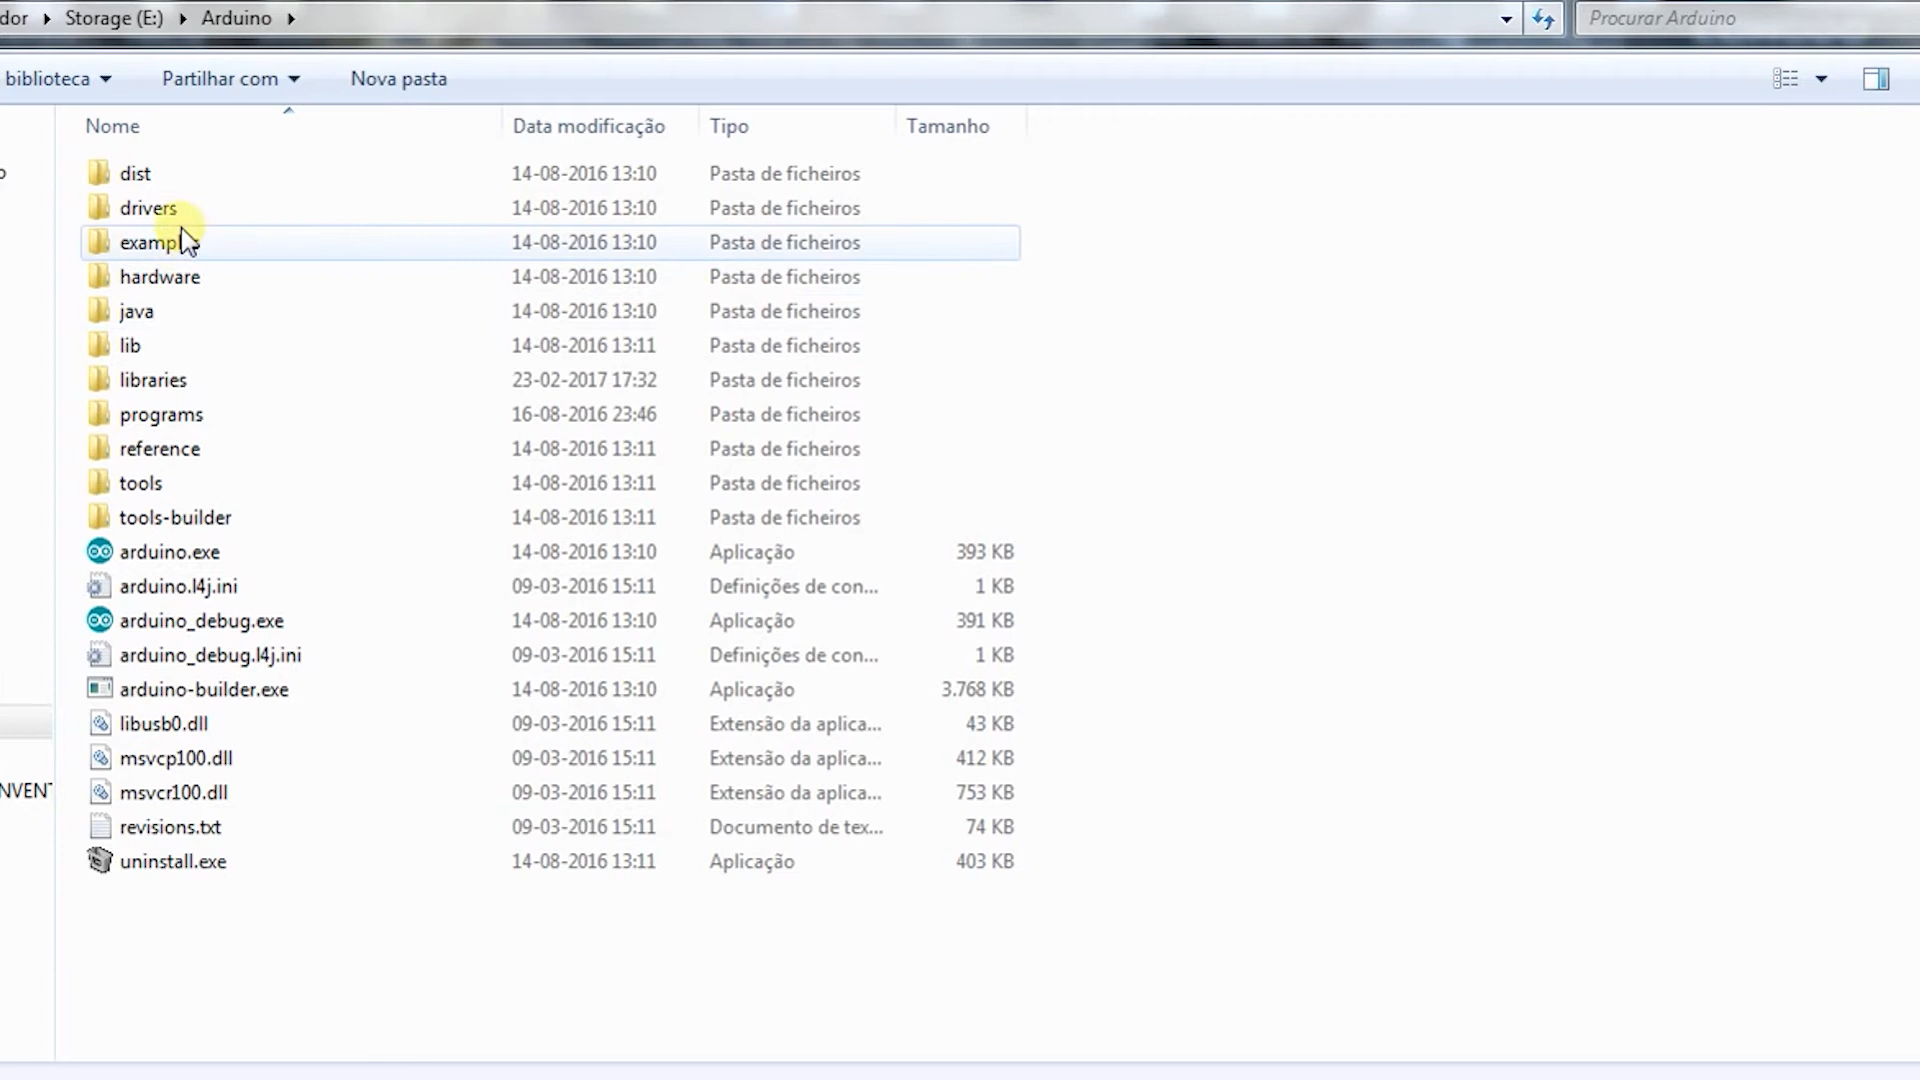 dor ▸ Storage (E:) ▸ Arduino ▸
Procurar Arduino
biblioteca Partilhar com Nova pasta
Nome Data modificação Tipo Tamanho
dist 14-08-2016 13:10 Pasta de ficheiros
drivers 14-08-2016 13:10 Pasta de ficheiros
examples 14-08-2016 13:10 Pasta de ficheiros
hardware 14-08-2016 13:10 Pasta de ficheiros
java 14-08-2016 13:10 Pasta de ficheiros
lib 14-08-2016 13:11 Pasta de ficheiros
libraries 23-02-2017 17:32 Pasta de ficheiros
programs 16-08-2016 23:46 Pasta de ficheiros
reference 14-08-2016 13:11 Pasta de ficheiros
tools 14-08-2016 13:11 Pasta de ficheiros
tools-builder 14-08-2016 13:11 Pasta de ficheiros
arduino.exe 14-08-2016 13:10 Aplicação 393 KB
arduino.l4j.ini 09-03-2016 15:11 Definições de con... 1 KB
arduino_debug.exe 14-08-2016 13:10 Aplicação 391 KB
arduino_debug.l4j.ini 09-03-2016 15:11 Definições de con... 1 KB
arduino-builder.exe 14-08-2016 13:10 Aplicação 3.768 KB
libusb0.dll 09-03-2016 15:11 Extensão da aplica... 43 KB
msvcp100.dll 09-03-2016 15:11 Extensão da aplica... 412 KB
msvcr100.dll 09-03-2016 15:11 Extensão da aplica... 753 KB
revisions.txt 09-03-2016 15:11 Documento de tex... 74 KB
uninstall.exe 14-08-2016 13:11 Aplicação 403 KB